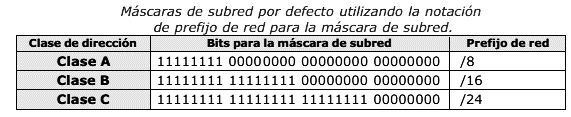 Máscaras de subred por defecto utilizando la notación
de prefijo de red para la máscara de subred.
Clase de dirección Bits para la máscara de subred Prefijo de red
Clase A 11111111 00000000 00000000 00000000 /8
Clase B 11111111 11111111 00000000 00000000 /16
Clase C 11111111 11111111 11111111 00000000 /24